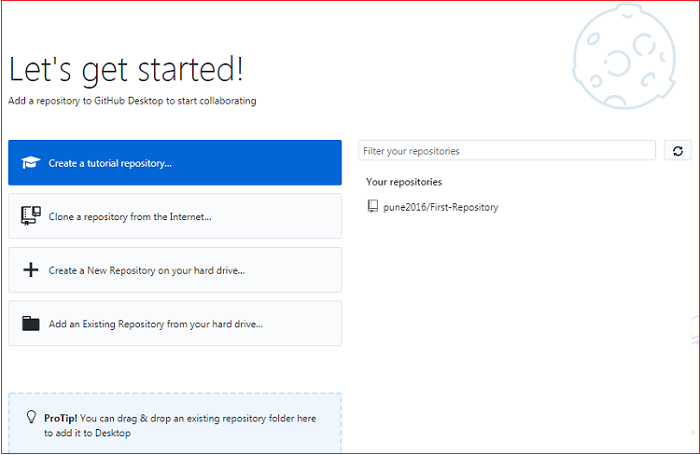 Let's get started!
Add a repository to GitHub Desktop to start collaborating
Create a tutorial repository...
Clone a repository from the Internet...
Create a New Repository on your hard drive...
Add an Existing Repository from your hard drive...
ProTip! You can drag & drop an existing repository folder here
to add it to Desktop
Filter your repositories
Your repositories
pune2016/First-Repository